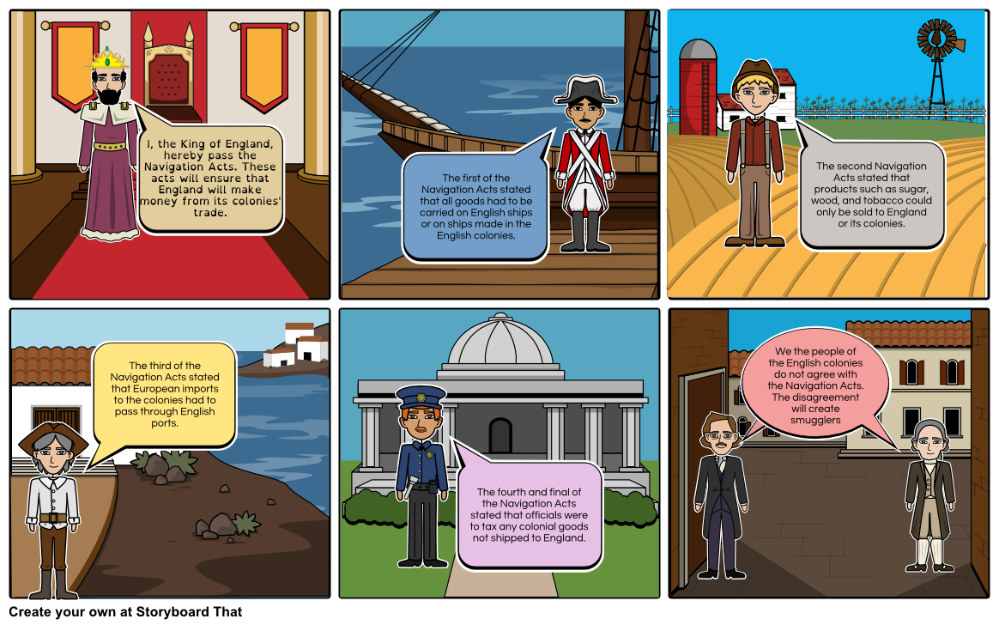 I, the King of England,
hereby pass the
Navigation Acts. These
acts will ensure that
England will make
money from its colonies'
trade.
The first of the
Navigation Acts stated
that all goods had to be
carried on English ships
or on ships made in the
English colonies.
The second Navigation
Acts stated that
products such as sugar,
wood, and tobacco could
only be sold to England
or its colonies.
The third of the
Navigation Acts stated
that European imports
to the colonies had to
pass through English
ports.
The fourth and final of
the Navigation Acts
stated that officials were
to tax any colonial goods
not shipped to England.
We the people of
the English colonies
do not agree with
the Navigation Acts.
The disagreement
will create
smugglers
Create your own at Storyboard That